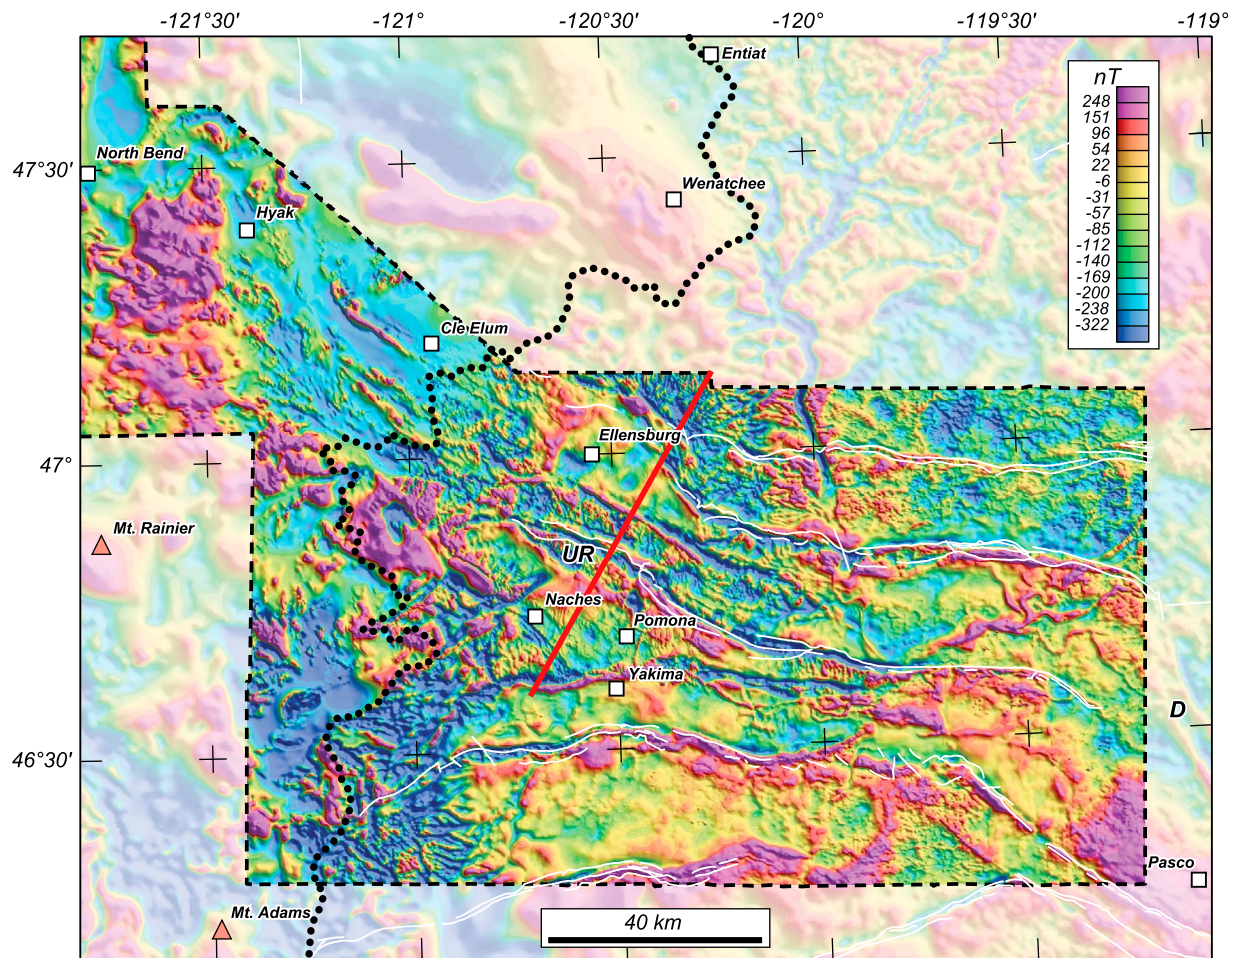 -121°30' -121° -120°30' -120° -119°30' -119°
Entiat
nT
248
151
96
54
22
-6
-31
-57
-85
-112
-140
-169
-200
-238
-322
North Bend
47°30'
Wenatchee
Hyak
Cle Elum
Ellensburg
47°
Mt. Rainier
UR
Naches
Pomona
Yakima
D
46°30'
Pasco
Mt. Adams
40 km